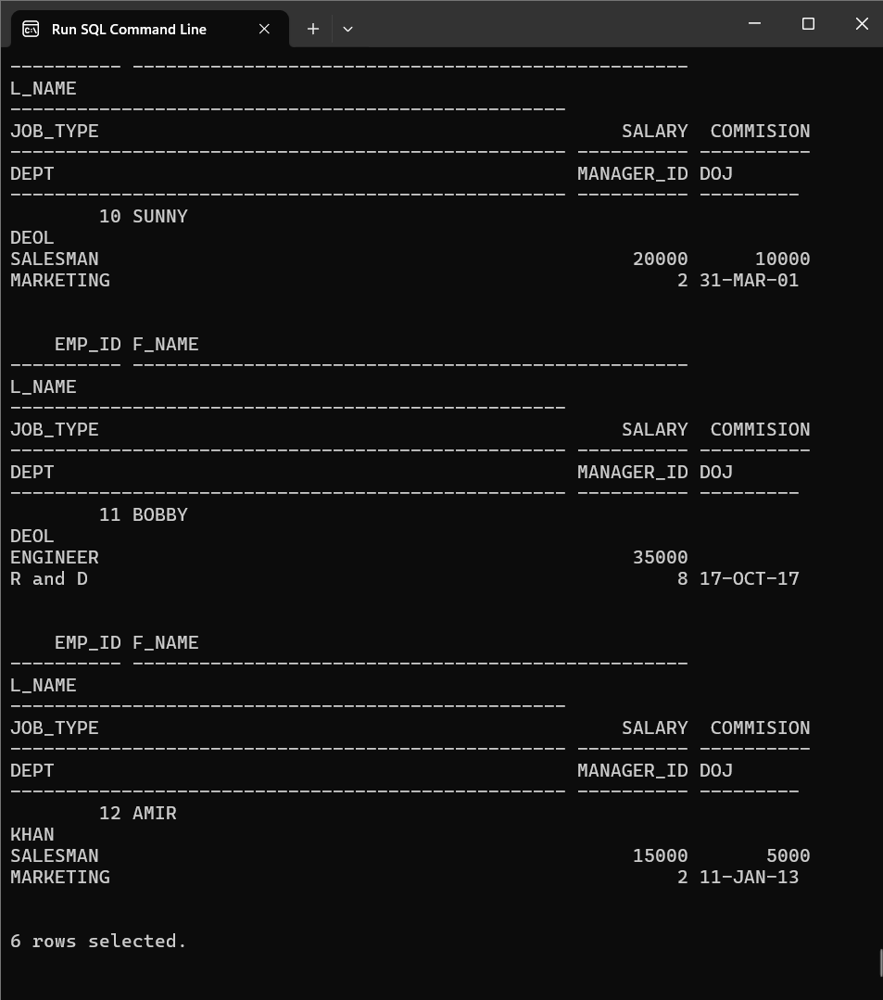 Run SQL Command Line
---------- --------------------------------------------------
L_NAME
--------------------------------------------------
JOB_TYPE                                               SALARY  COMMISION
-------------------------------------------------- ---------- ----------
DEPT                                               MANAGER_ID DOJ
-------------------------------------------------- ---------- ---------
        10 SUNNY
DEOL
SALESMAN                                                20000      10000
MARKETING                                                   2 31-MAR-01
    EMP_ID F_NAME
---------- --------------------------------------------------
L_NAME
--------------------------------------------------
JOB_TYPE                                               SALARY  COMMISION
-------------------------------------------------- ---------- ----------
DEPT                                               MANAGER_ID DOJ
-------------------------------------------------- ---------- ---------
        11 BOBBY
DEOL
ENGINEER                                                35000
R and D                                                     8 17-OCT-17
    EMP_ID F_NAME
---------- --------------------------------------------------
L_NAME
--------------------------------------------------
JOB_TYPE                                               SALARY  COMMISION
-------------------------------------------------- ---------- ----------
DEPT                                               MANAGER_ID DOJ
-------------------------------------------------- ---------- ---------
        12 AMIR
KHAN
SALESMAN                                                15000       5000
MARKETING                                                   2 11-JAN-13
6 rows selected.